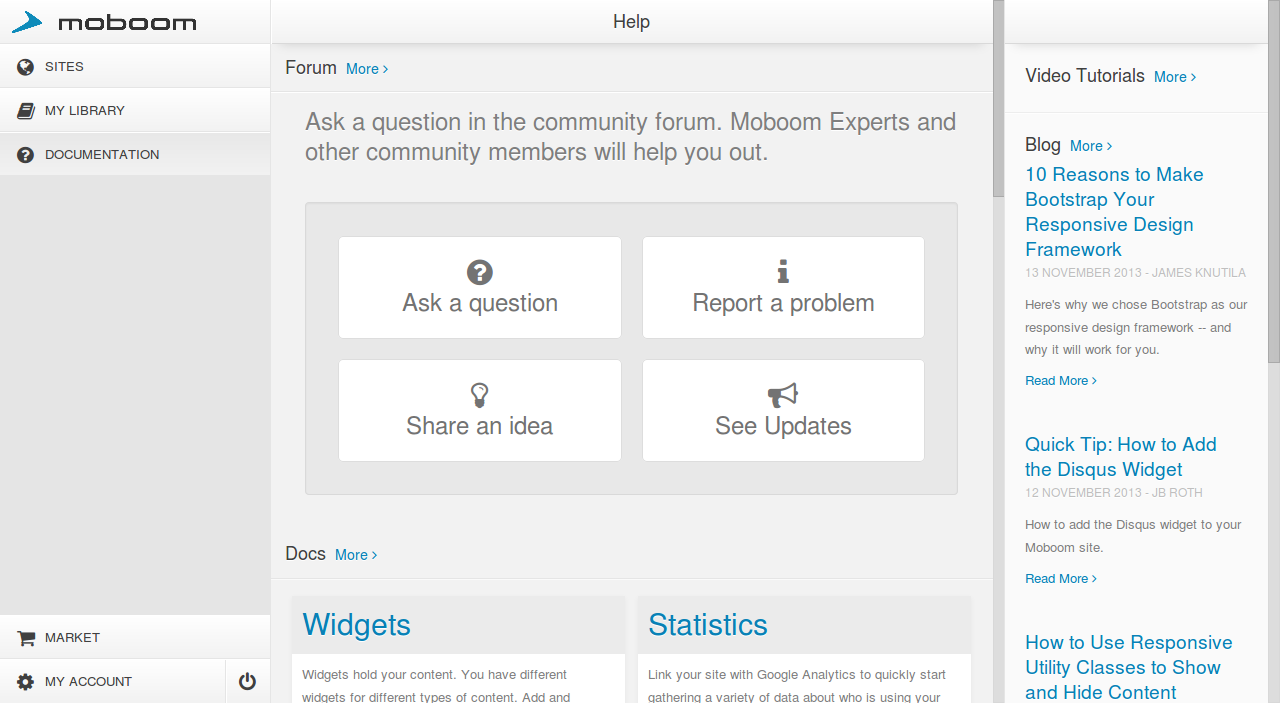 moboom
SITES
MY LIBRARY
DOCUMENTATION
MARKET
MY ACCOUNT
Help
Forum More
Ask a question in the community forum. Moboom Experts and
other community members will help you out.
Ask a question
Report a problem
Share an idea
See Updates
Docs More
Widgets
Widgets hold your content. You have different
widgets for different types of content. Add and
Statistics
Link your site with Google Analytics to quickly start
gathering a variety of data about who is using your
Video Tutorials More
Blog More
10 Reasons to Make
Bootstrap Your
Responsive Design
Framework
13 NOVEMBER 2013 - JAMES KNUTILA
Here's why we chose Bootstrap as our
responsive design framework -- and
why it will work for you.
Read More
Quick Tip: How to Add
the Disqus Widget
12 NOVEMBER 2013 - JB ROTH
How to add the Disqus widget to your
Moboom site.
Read More
How to Use Responsive
Utility Classes to Show
and Hide Content